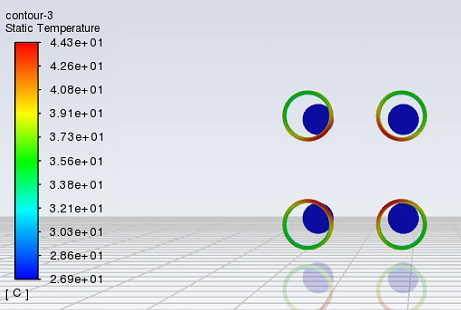 contour-3
Static Temperature
4.43e+01
4.26e+01
4.08e+01
3.91e+01
3.73e+01
3.56e+01
3.38e+01
3.21e+01
3.03e+01
2.86e+01
2.69e+01
[ C ]